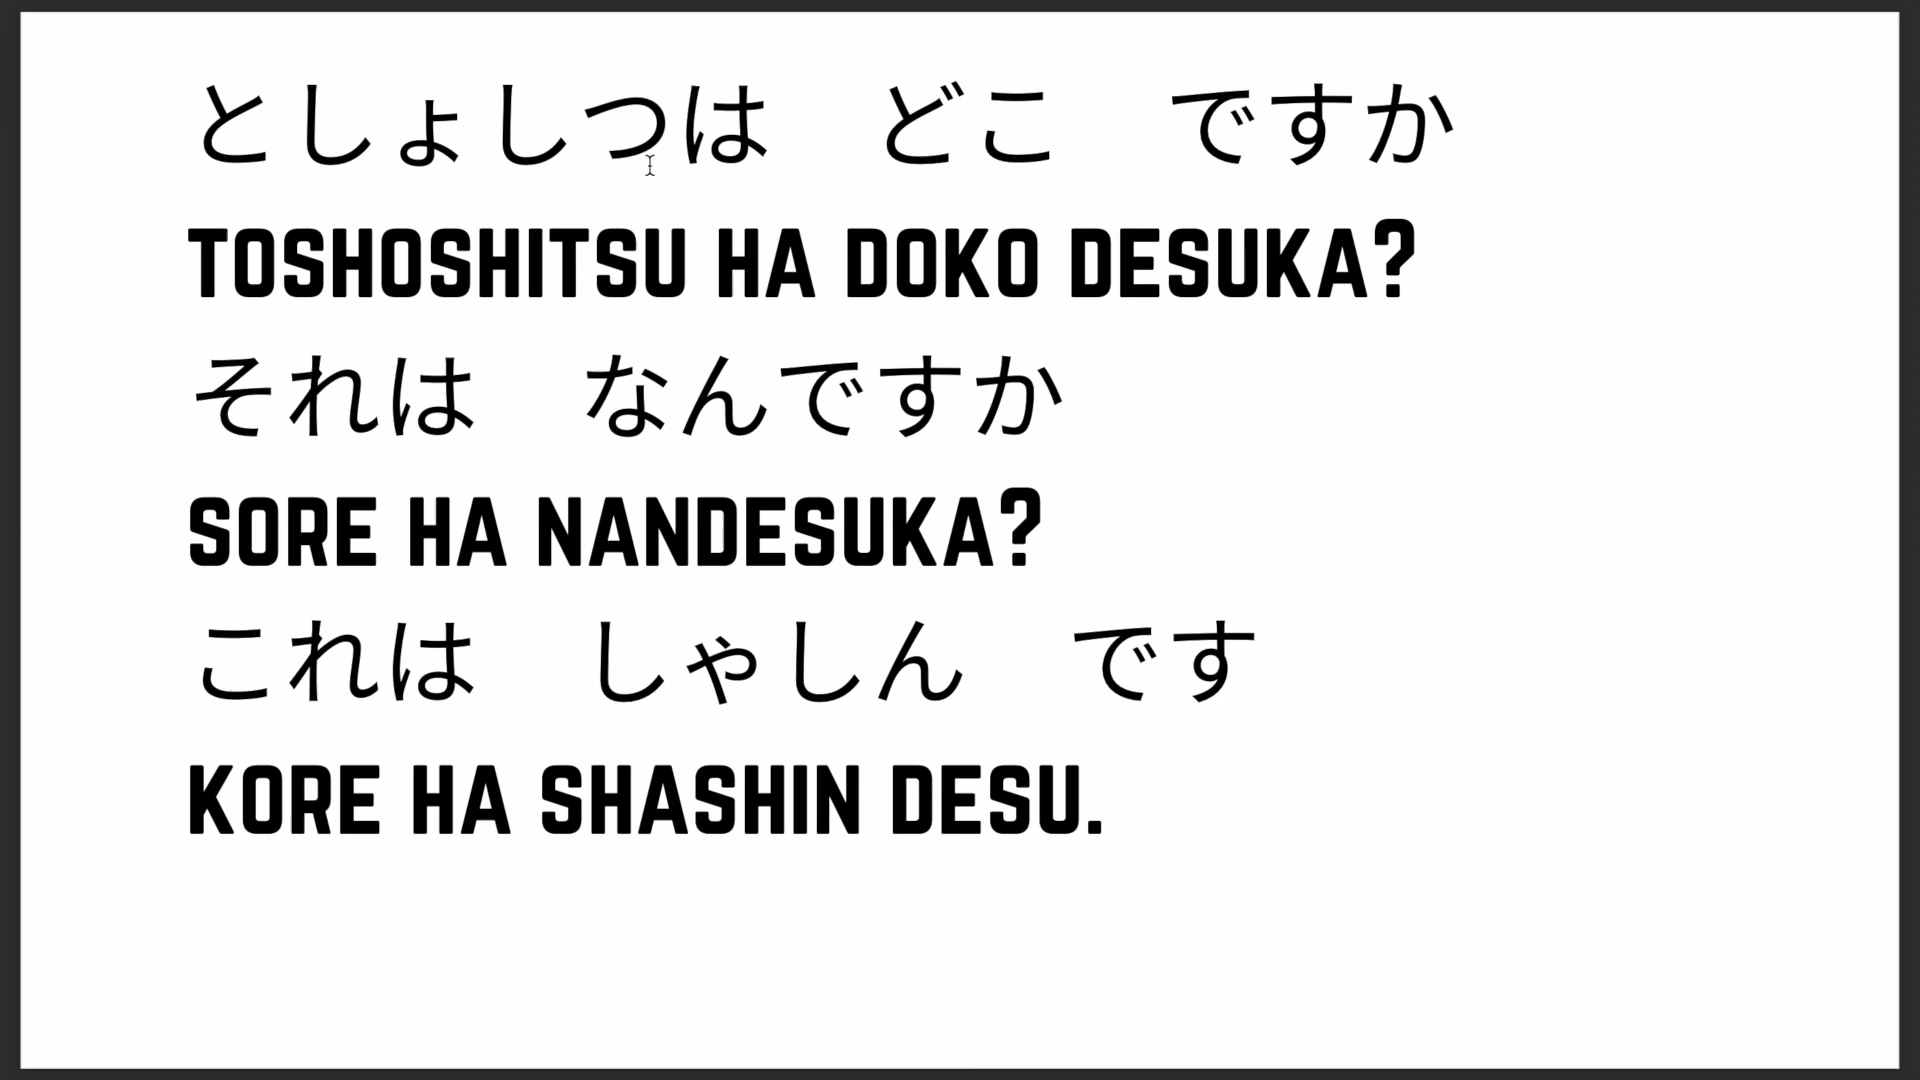 としょしつは　どこ　ですか
TOSHOSHITSU HA DOKO DESUKA?
それは　なんですか
SORE HA NANDESUKA?
これは　しゃしん　です
KORE HA SHASHIN DESU.